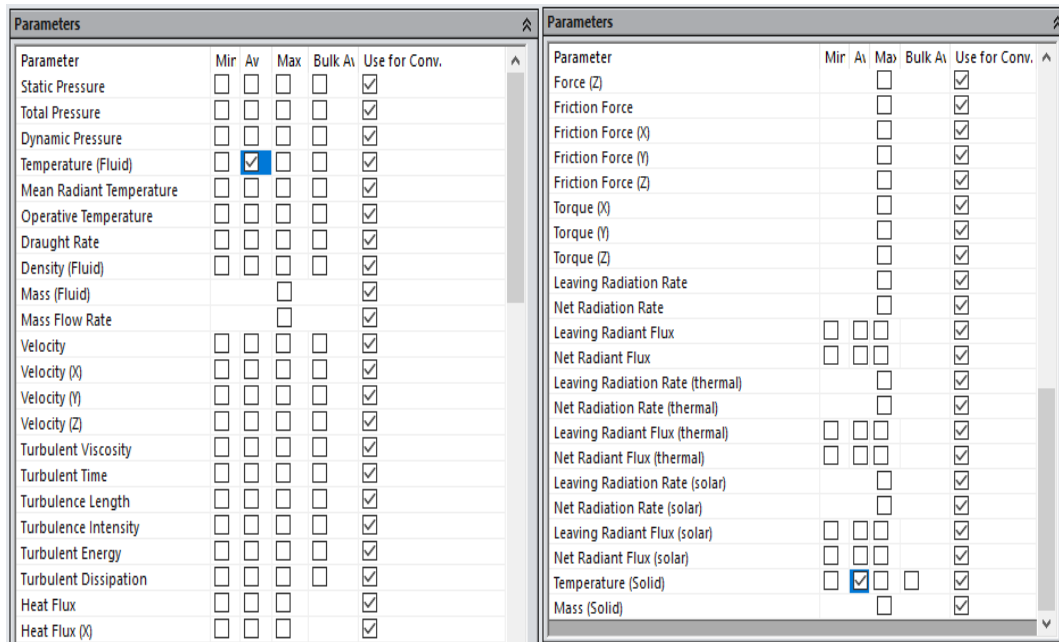 Parameters
Parameter Mir Av Max Bulk Av Use for Conv.
Static Pressure
Total Pressure
Dynamic Pressure
Temperature (Fluid)
Mean Radiant Temperature
Operative Temperature
Draught Rate
Density (Fluid)
Mass (Fluid)
Mass Flow Rate
Velocity
Velocity (X)
Velocity (Y)
Velocity (Z)
Turbulent Viscosity
Turbulent Time
Turbulence Length
Turbulence Intensity
Turbulent Energy
Turbulent Dissipation
Heat Flux
Heat Flux (X)
Parameters
Parameter Mir Av Max Bulk Av Use for Conv.
Force (Z)
Friction Force
Friction Force (X)
Friction Force (Y)
Friction Force (Z)
Torque (X)
Torque (Y)
Torque (Z)
Leaving Radiation Rate
Net Radiation Rate
Leaving Radiant Flux
Net Radiant Flux
Leaving Radiation Rate (thermal)
Net Radiation Rate (thermal)
Leaving Radiant Flux (thermal)
Net Radiant Flux (thermal)
Leaving Radiation Rate (solar)
Net Radiation Rate (solar)
Leaving Radiant Flux (solar)
Net Radiant Flux (solar)
Temperature (Solid)
Mass (Solid)